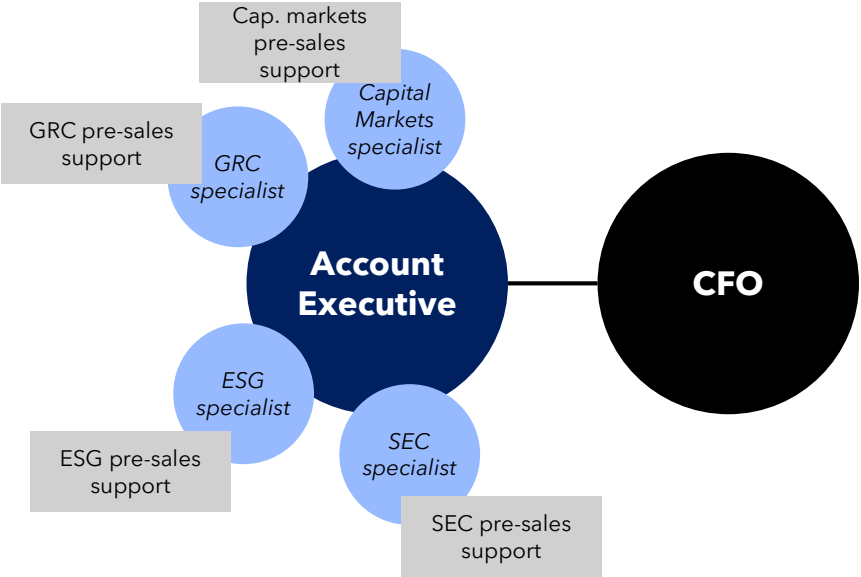 Cap. markets
pre-sales
support
Capital
Markets
specialist
GRC pre-sales
support
GRC
specialist
Account
Executive
CFO
ESG
specialist
ESG pre-sales
support
SEC
specialist
SEC pre-sales
support